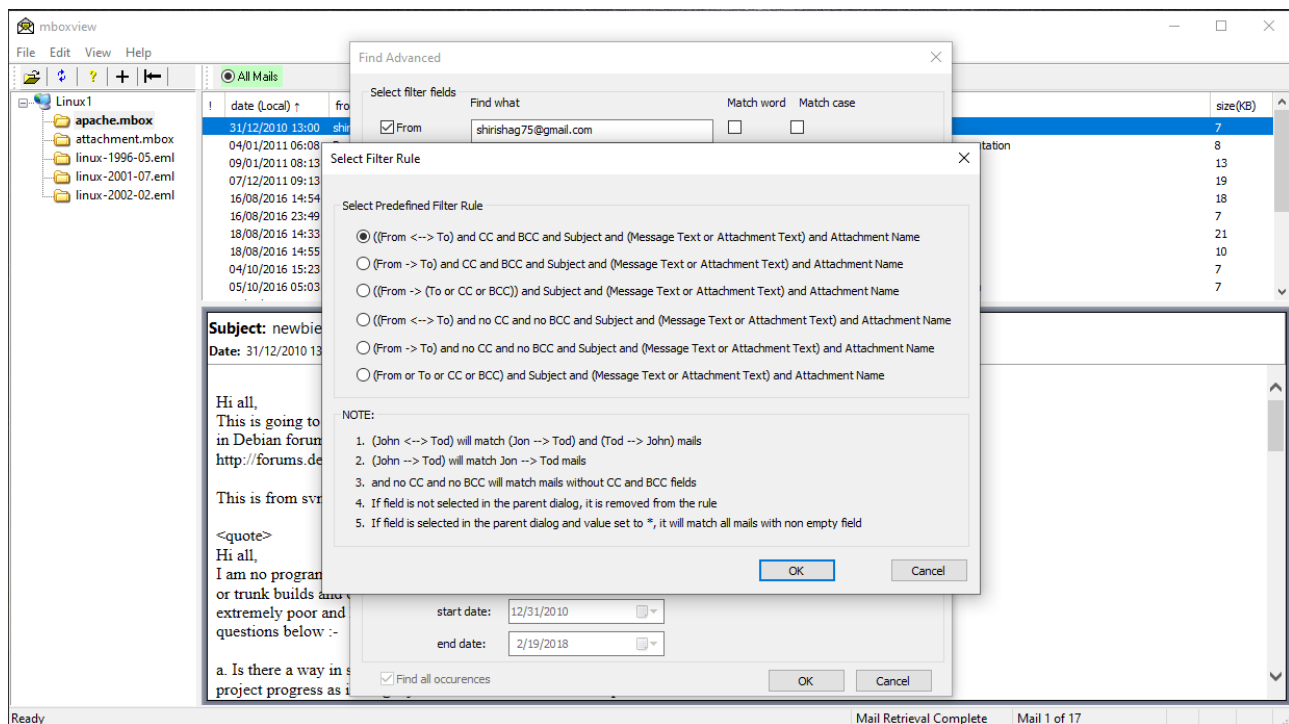 mboxview
File Edit View Help
All Mails
Linux1
apache.mbox
attachment.mbox
linux-1996-05.eml
linux-2001-07.eml
linux-2002-02.eml
! date (Local) ↑ fro
size(KB)
31/12/2010 13:00 shir
7
04/01/2011 06:08
tation
8
09/01/2011 08:13
13
07/12/2011 09:13
19
16/08/2016 14:54
18
16/08/2016 23:49
7
18/08/2016 14:33
21
18/08/2016 14:55
10
04/10/2016 15:23
7
05/10/2016 05:03
7
Find Advanced
Select filter fields
Find what Match word Match case
From shirishag75@gmail.com
Select Filter Rule
Select Predefined Filter Rule
((From <--> To) and CC and BCC and Subject and (Message Text or Attachment Text) and Attachment Name
(From -> To) and CC and BCC and Subject and (Message Text or Attachment Text) and Attachment Name
((From -> (To or CC or BCC)) and Subject and (Message Text or Attachment Text) and Attachment Name
((From <--> To) and no CC and no BCC and Subject and (Message Text or Attachment Text) and Attachment Name
(From -> To) and no CC and no BCC and Subject and (Message Text or Attachment Text) and Attachment Name
(From or To or CC or BCC) and Subject and (Message Text or Attachment Text) and Attachment Name
NOTE:
1. (John <--> Tod) will match (Jon --> Tod) and (Tod --> John) mails
2. (John --> Tod) will match Jon --> Tod mails
3. and no CC and no BCC will match mails without CC and BCC fields
4. If field is not selected in the parent dialog, it is removed from the rule
5. If field is selected in the parent dialog and value set to *, it will match all mails with non empty field
OK Cancel
start date: 12/31/2010
end date: 2/19/2018
Find all occurences
OK Cancel
Subject: newbie
Date: 31/12/2010 13
Hi all,
This is going to
in Debian forum
http://forums.de
This is from svn
<quote>
Hi all,
I am no program
or trunk builds and
extremely poor and
questions below :-
a. Is there a way in s
project progress as i
Ready
Mail Retrieval Complete Mail 1 of 17